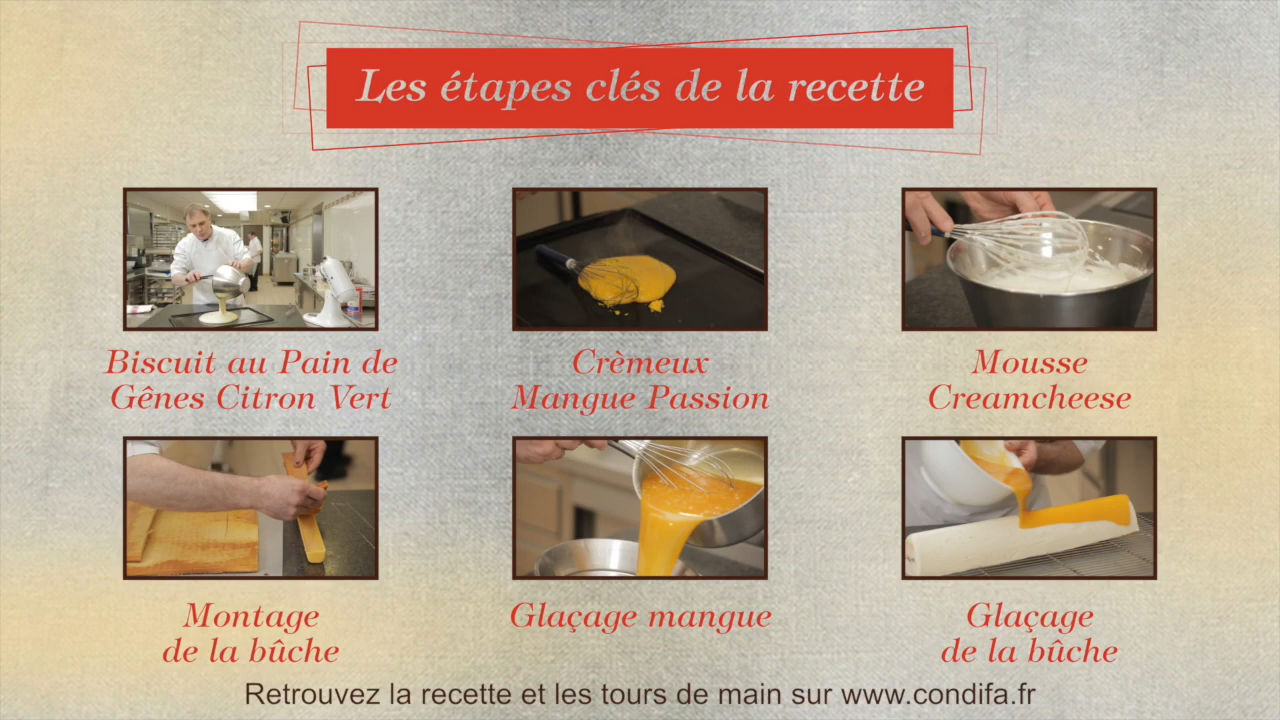 Les étapes clés de la recette
Biscuit au Pain de
Gênes Citron Vert
Crèmeux
Mangue Passion
Mousse
Creamcheese
Montage
de la bûche
Glaçage mangue
Glaçage
de la bûche
Retrouvez la recette et les tours de main sur www.condifa.fr